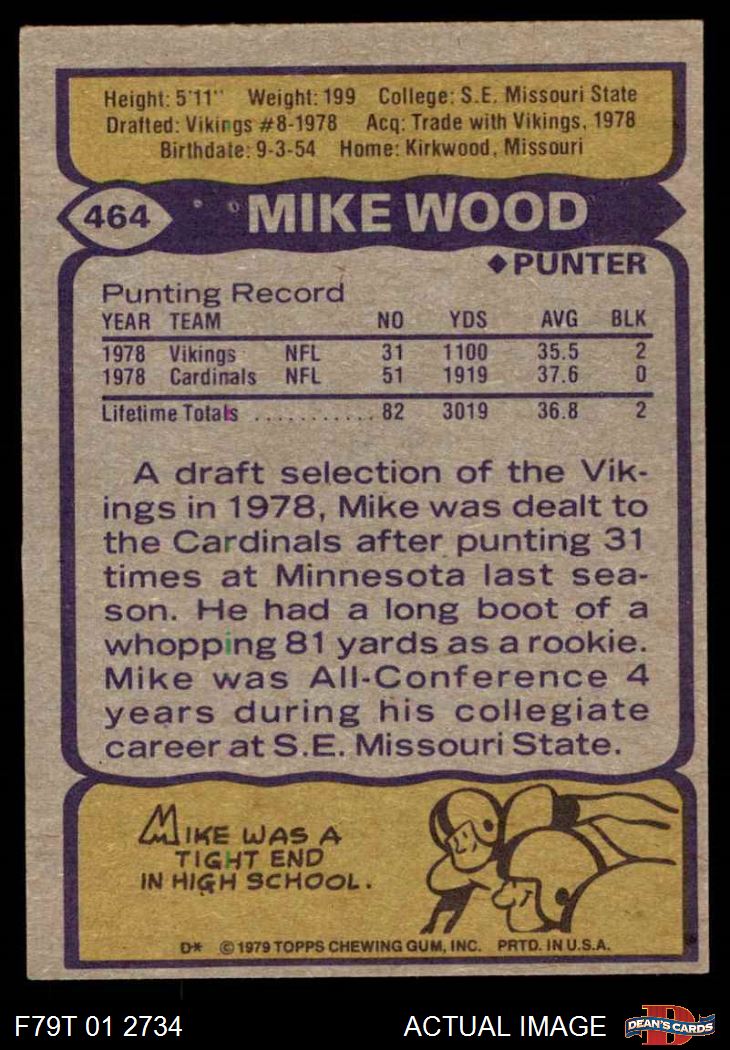 Height: 5'11" Weight: 199 College: S.E. Missouri State
Drafted: Vikings #8-1978 Acq: Trade with Vikings, 1978
Birthdate: 9-3-54 Home: Kirkwood, Missouri
464 MIKE WOOD
◆PUNTER
Punting Record
YEAR TEAM NO YDS AVG BLK
1978 Vikings NFL 31 1100 35.5 2
1978 Cardinals NFL 51 1919 37.6 0
Lifetime Totals ........... 82 3019 36.8 2
A draft selection of the Vik-
ings in 1978, Mike was dealt to
the Cardinals after punting 31
times at Minnesota last sea-
son. He had a long boot of a
whopping 81 yards as a rookie.
Mike was All-Conference 4
years during his collegiate
career at S.E. Missouri State.
MIKE WAS A
TIGHT END
IN HIGH SCHOOL.
D* © 1979 TOPPS CHEWING GUM, INC. PRTD. IN U.S.A.
F79T 01 2734 ACTUAL IMAGE D DEAN'S CARDS